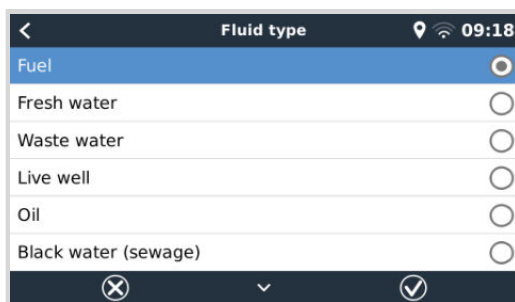 Fluid type 09:18
Fuel
Fresh water
Waste water
Live well
Oil
Black water (sewage)